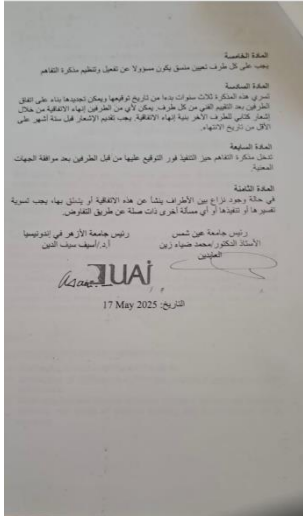 المادة الخامسة
يجب على كل طرف تعيين منسق يكون مسؤولاً عن تفعيل وتنظيم مذكرة التفاهم
المادة السادسة
تسري هذه المذكرة ثلاث سنوات بدءا من تاريخ توقيعها ويمكن تجديدها بناء على اتفاق
الطرفين بعد التقييم الفني من كل طرف. يمكن لأي من الطرفين إنهاء الاتفاقية من خلال
إشعار كتابي للطرف الآخر بنية إنهاء الاتفاقية. يجب تقديم الإشعار قبل ستة أشهر على
الأقل من تاريخ الانتهاء.
المادة السابعة
تدخل مذكرة التفاهم حيز التنفيذ فور التوقيع عليها من قبل الطرفين بعد موافقة الجهات
المعنية.
المادة الثامنة
في حالة وجود نزاع بين الأطراف ينشأ عن هذه الاتفاقية أو يتعلق بها، يجب تسوية
تفسيرها أو تنفيذها أو أي مسألة أخرى ذات صلة عن طريق التفاوض.
رئيس جامعة عين شمس
الأستاذ الدكتور/محمد ضياء زين
العابدين
رئيس جامعة الأزهر في إندونيسيا
أ.د/آسيف سيف الدين
UAI
التاريخ: 17 May 2025